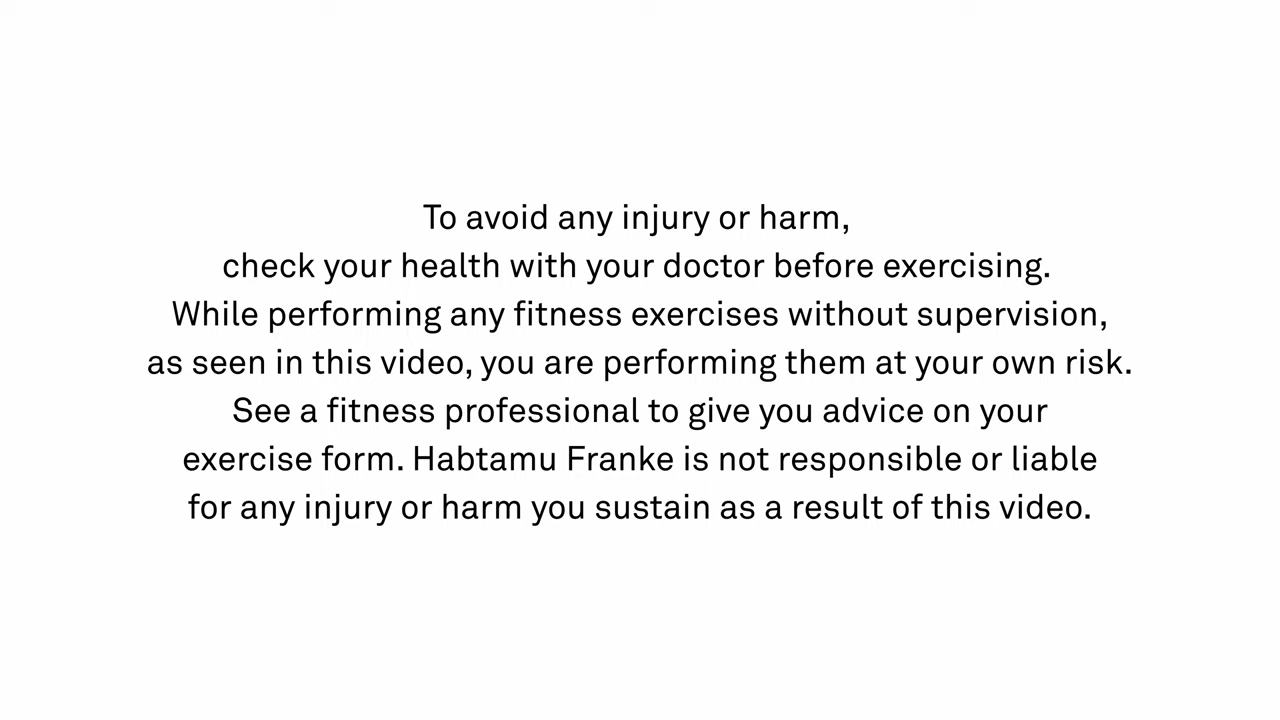 To avoid any injury or harm,
check your health with your doctor before exercising.
While performing any fitness exercises without supervision,
as seen in this video, you are performing them at your own risk.
See a fitness professional to give you advice on your
exercise form. Habtamu Franke is not responsible or liable
for any injury or harm you sustain as a result of this video.